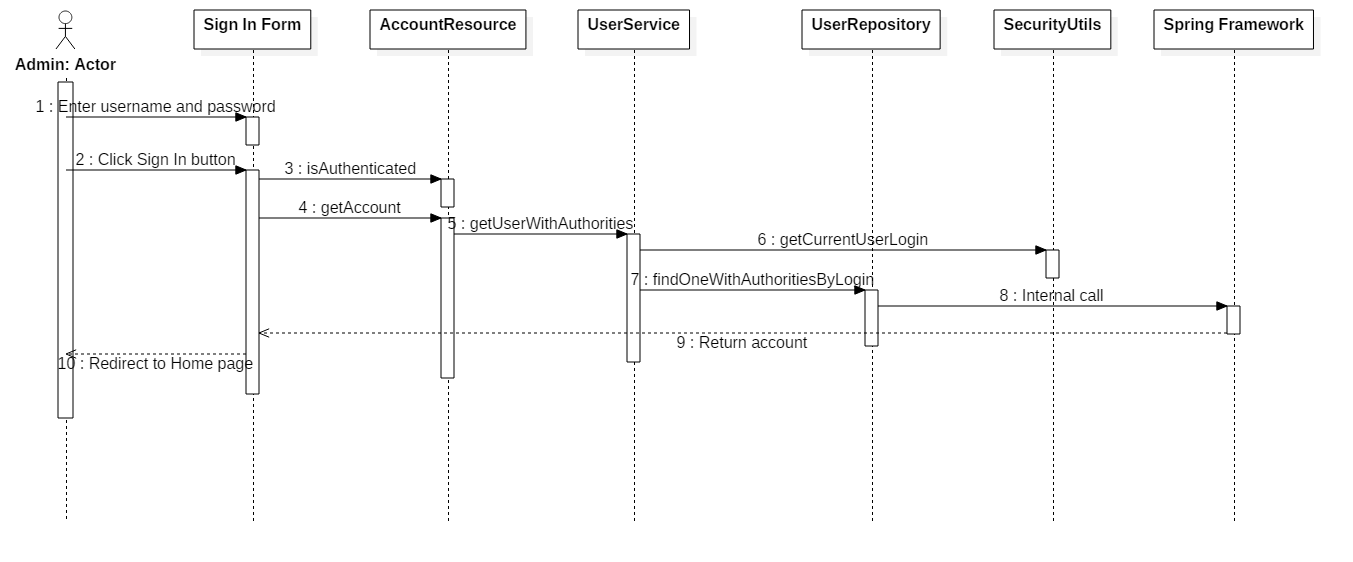 Sign In Form
AccountResource
UserService
UserRepository
SecurityUtils
Spring Framework
Admin: Actor
1 : Enter username and password
2 : Click Sign In button
3 : isAuthenticated
4 : getAccount
5 : getUserWithAuthorities
6 : getCurrentUserLogin
7 : findOneWithAuthoritiesByLogin
8 : Internal call
9 : Return account
10 : Redirect to Home page